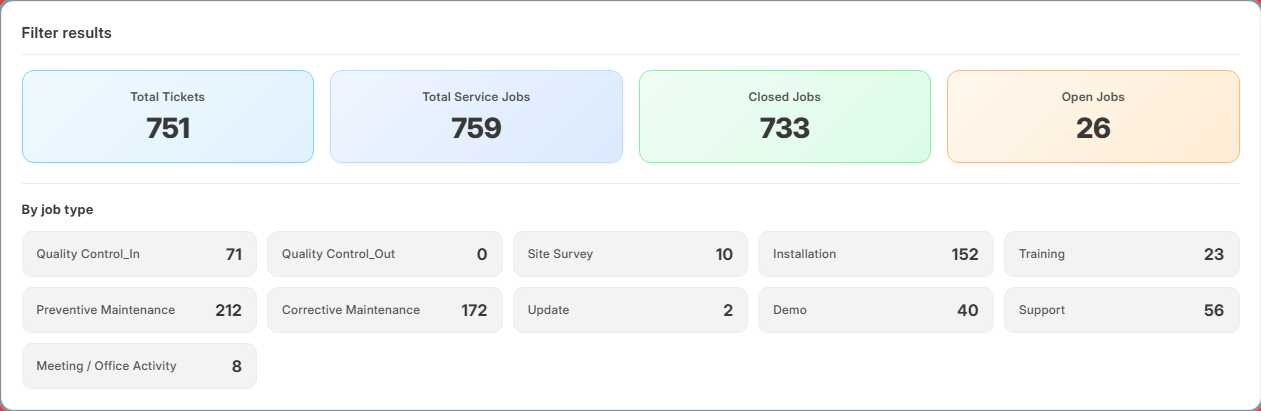 Filter results
Total Tickets
751
Total Service Jobs
759
Closed Jobs
733
Open Jobs
26
By job type
Quality Control_In 71
Quality Control_Out 0
Site Survey 10
Installation 152
Training 23
Preventive Maintenance 212
Corrective Maintenance 172
Update 2
Demo 40
Support 56
Meeting / Office Activity 8